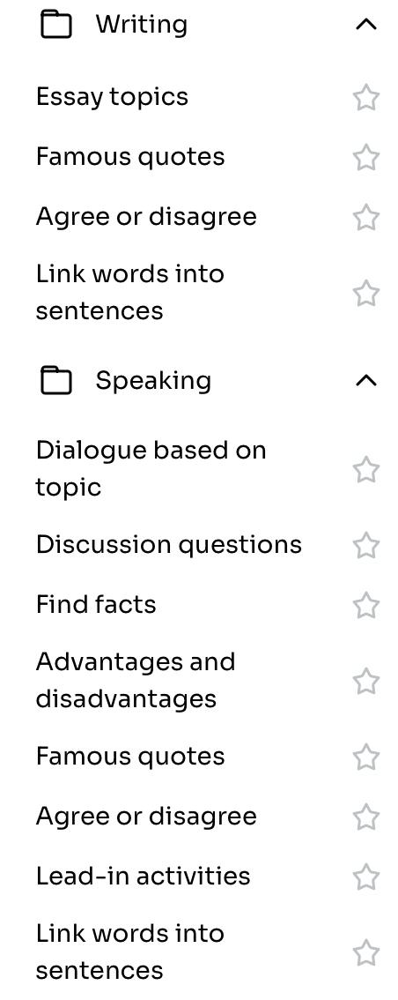 Writing
Essay topics
Famous quotes
Agree or disagree
Link words into
sentences
Speaking
Dialogue based on
topic
Discussion questions
Find facts
Advantages and
disadvantages
Famous quotes
Agree or disagree
Lead-in activities
Link words into
sentences